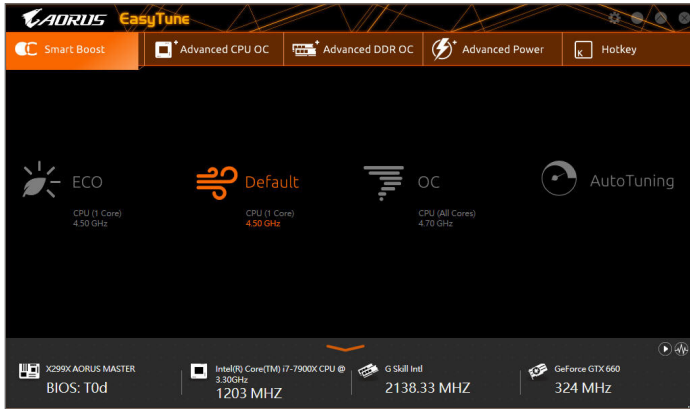 AORUS EasyTune
Smart Boost
Advanced CPU OC
Advanced DDR OC
Advanced Power
K
Hotkey
ECO
CPU (1 Core)
4.50 GHz
Default
CPU (1 Core)
4.50 GHz
OC
CPU (All Cores)
4.70 GHz
AutoTuning
X299X AORUS MASTER
BIOS: T0d
Intel(R) Core(TM) i7-7900X CPU @
3.30GHz
1203 MHZ
G Skill Intl
2138.33 MHZ
GeForce GTX 660
324 MHZ